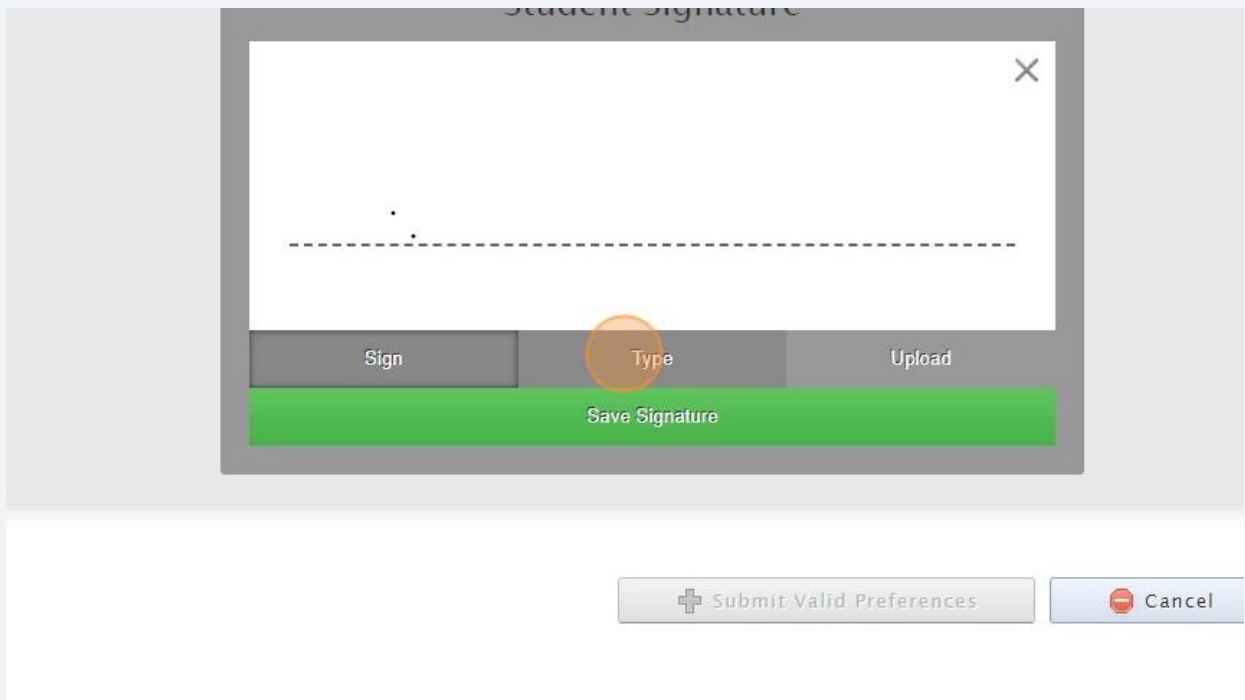 Student Signature
Sign
Type
Upload
Save Signature
Submit Valid Preferences
Cancel